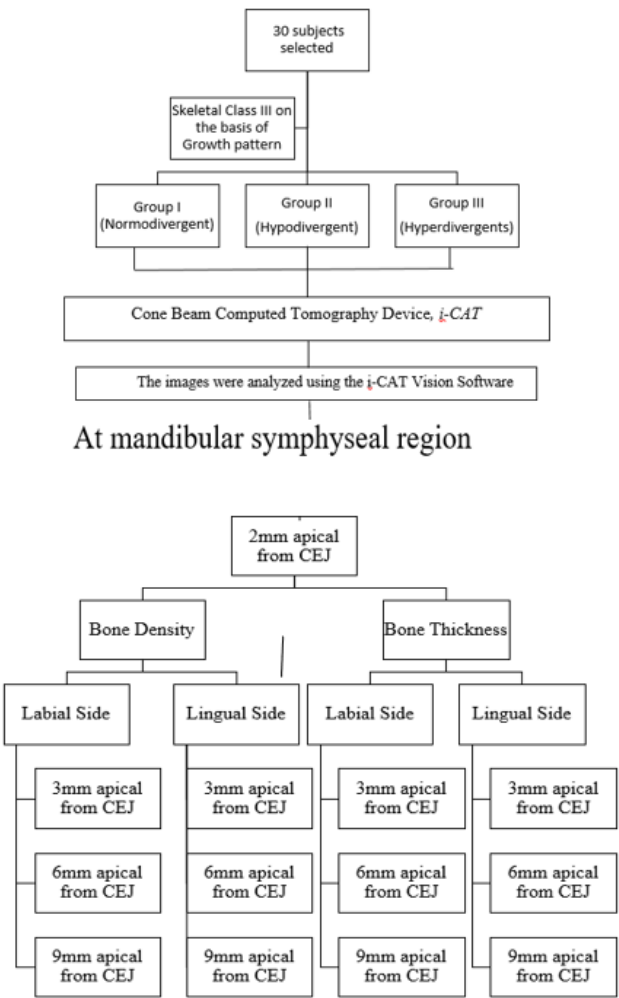 30 subjects
selected
Skeletal Class III on
the basis of
Growth pattern
Group I
(Normodivergent)
Group II
(Hypodivergent)
Group III
(Hyperdivergents)
Cone Beam Computed Tomography Device, i-CAT
The images were analyzed using the i-CAT Vision Software
At mandibular symphyseal region
2mm apical
from CEJ
Bone Density
Bone Thickness
Labial Side
Lingual Side
Labial Side
Lingual Side
3mm apical
from CEJ
3mm apical
from CEJ
3mm apical
from CEJ
3mm apical
from CEJ
6mm apical
from CEJ
6mm apical
from CEJ
6mm apical
from CEJ
6mm apical
from CEJ
9mm apical
from CEJ
9mm apical
from CEJ
9mm apical
from CEJ
9mm apical
from CEJ